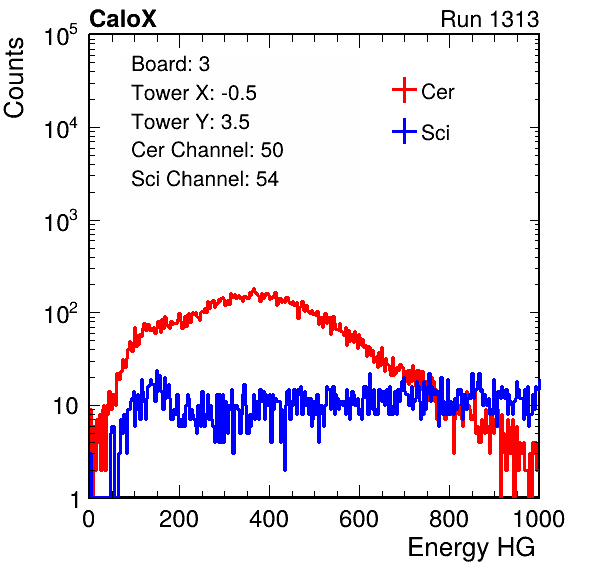 CaloX Run 1313
Counts
10^5
10^4
10^3
10^2
10
1
Board: 3
Tower X: -0.5
Tower Y: 3.5
Cer Channel: 50
Sci Channel: 54
Cer
Sci
0 200 400 600 800 1000
Energy HG